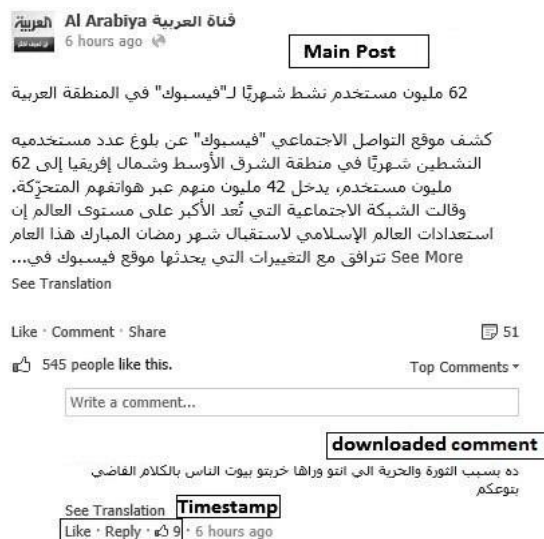 العربية
Al Arabiya قناة العربية
6 hours ago
Main Post
62 مليون مستخدم نشط شهريًا لـ"فيسبوك" في المنطقة العربية
كشف موقع التواصل الاجتماعي "فيسبوك" عن بلوغ عدد مستخدميه
النشطين شهريًا في منطقة الشرق الأوسط وشمال إفريقيا إلى 62
مليون مستخدم، يدخل 42 مليون منهم عبر هواتفهم المتحرّكة.
وقالت الشبكة الاجتماعية التي تُعد الأكبر على مستوى العالم إن
استعدادات العالم الإسلامي لاستقبال شهر رمضان المبارك هذا العام
تترافق مع التغييرات التي يحدثها موقع فيسبوك في... See More
See Translation
Like · Comment · Share
51
545 people like this.
Top Comments
Write a comment...
downloaded comment
ده بسبب الثورة والحرية الي انتو وراها خربتو بيوت الناس بالكلام الفاضي
بتوعكم
See Translation
Timestamp
Like · Reply · 9 · 6 hours ago